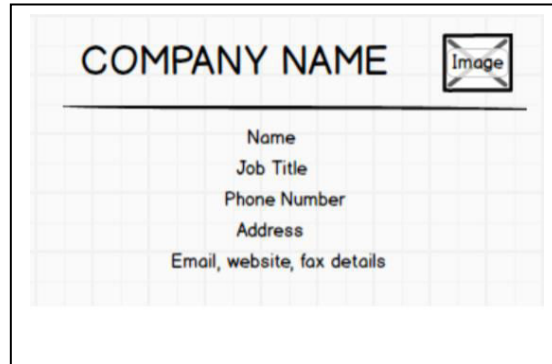 COMPANY NAME
Image
Name
Job Title
Phone Number
Address
Email, website, fax details